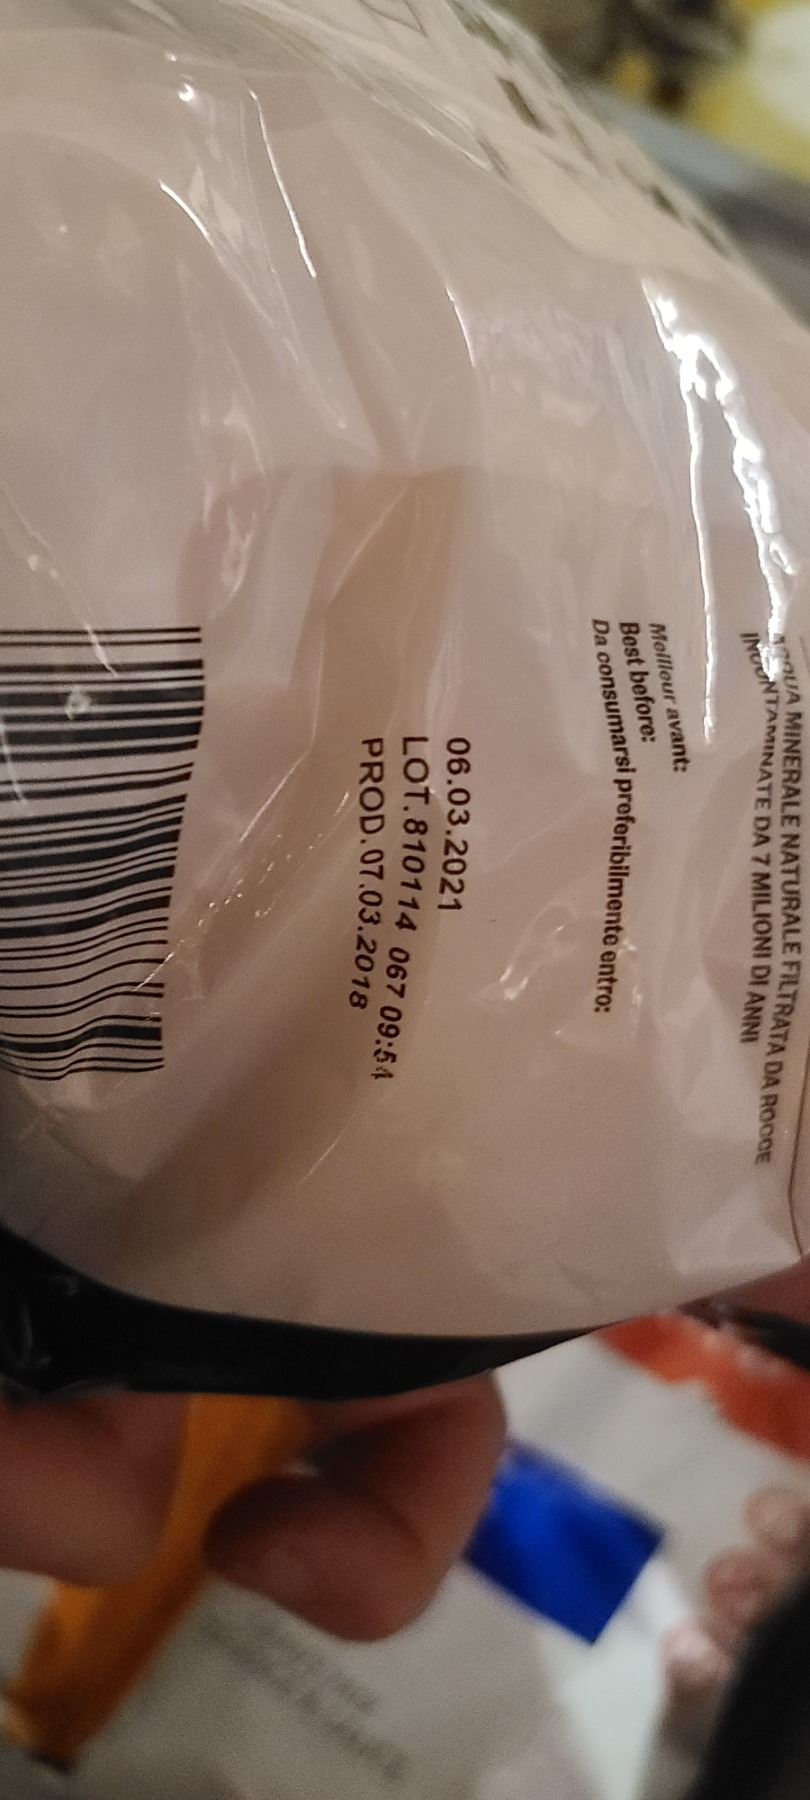 ACQUA MINERALE NATURALE FILTRATA DA ROCCE
INCONTAMINATE DA 7 MILIONI DI ANNI
Meilleur avant:
Best before:
Da consumarsi preferibilmente entro:
06.03.2021
LOT.810114 067 09:54
PROD.07.03.2018